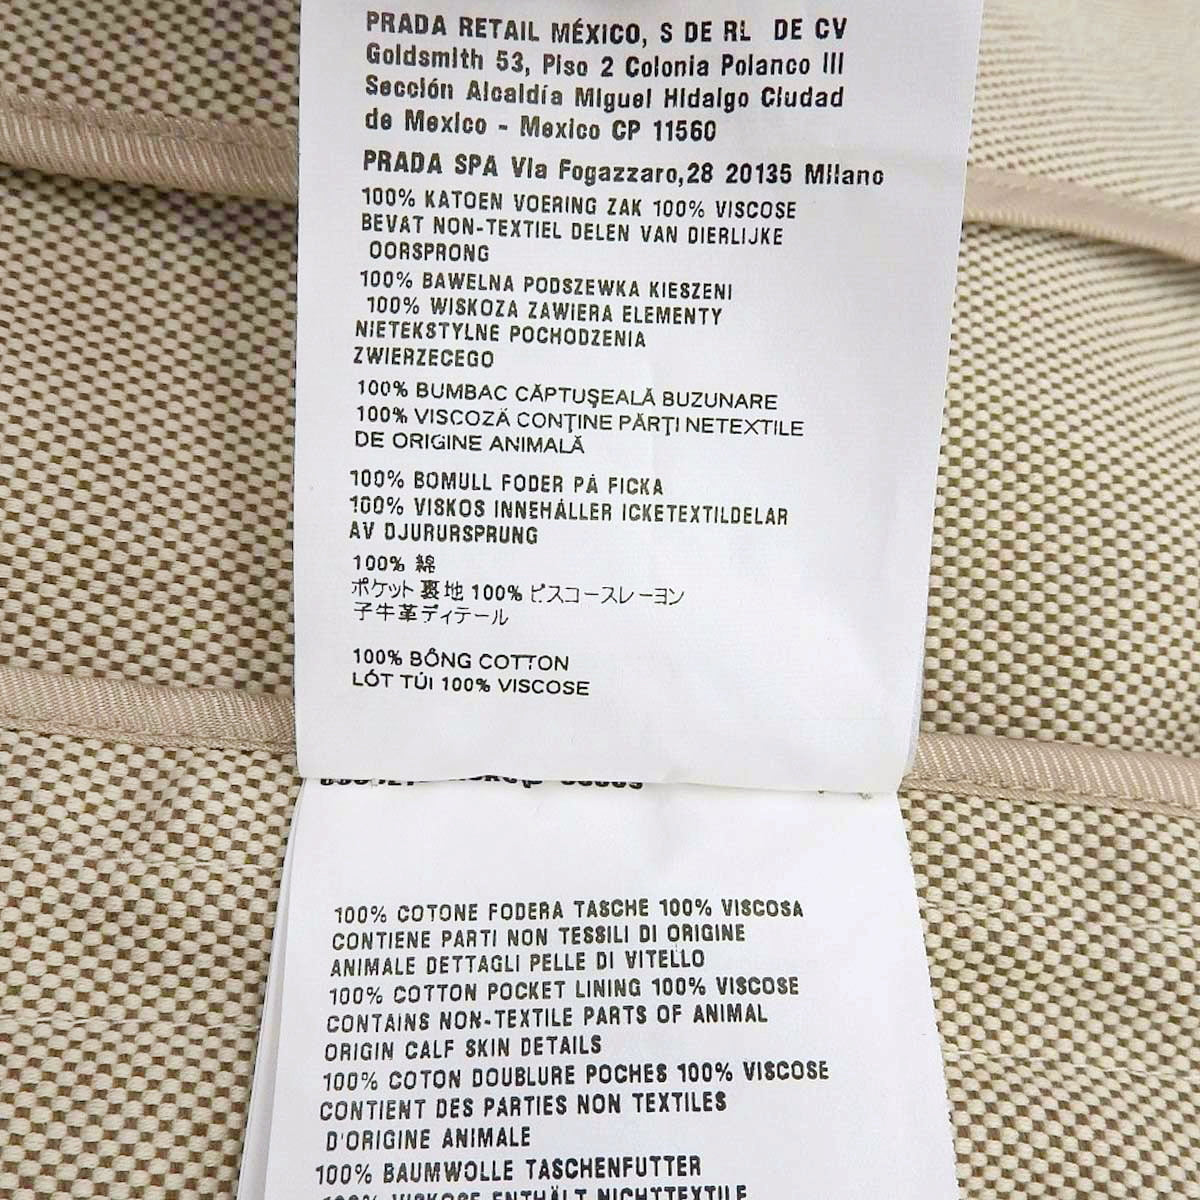 PRADA RETAIL MÉXICO, S DE RL DE CV
Goldsmith 53, Piso 2 Colonia Polanco III
Sección Alcaldía Miguel Hidalgo Ciudad
de Mexico - Mexico CP 11560
PRADA SPA Via Fogazzaro,28 20135 Milano
100% KATOEN VOERING ZAK 100% VISCOSE
BEVAT NON-TEXTIEL DELEN VAN DIERLIJKE
OORSPRONG
100% BAWELNA PODSZEWKA KIESZENI
100% WISKOZA ZAWIERA ELEMENTY
NIETEKSTYLNE POCHODZENIA
ZWIERZECEGO
100% BUMBAC CĂPTUŞEALĂ BUZUNARE
100% VISCOZĂ CONŢINE PĂRŢI NETEXTILE
DE ORIGINE ANIMALĂ
100% BOMULL FODER PÅ FICKA
100% VISKOS INNEHÅLLER ICKETEXTILDELAR
AV DJURURSPRUNG
100% 綿
ポケット 裏地 100% ビスコースレーヨン
子牛革ディテール
100% BÔNG COTTON
LÓT TÚI 100% VISCOSE
100% COTONE FODERA TASCHE 100% VISCOSA
CONTIENE PARTI NON TESSILI DI ORIGINE
ANIMALE DETTAGLI PELLE DI VITELLO
100% COTTON POCKET LINING 100% VISCOSE
CONTAINS NON-TEXTILE PARTS OF ANIMAL
ORIGIN CALF SKIN DETAILS
100% COTON DOUBLURE POCHES 100% VISCOSE
CONTIENT DES PARTIES NON TEXTILES
D'ORIGINE ANIMALE
100% BAUMWOLLE TASCHENFUTTER
100% VISKOSE ENTHÄLT NICHTTEXTILE